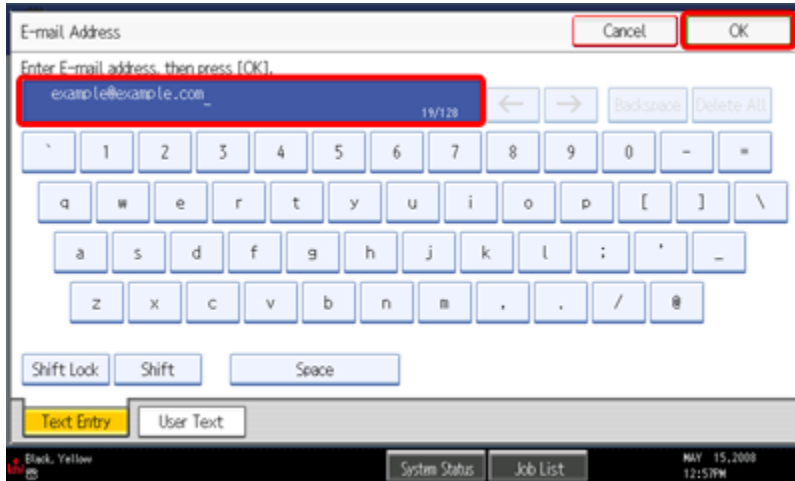 E-mail Address Cancel OK
Enter E-mail address, then press [OK].
example@example.com_
19/128 ← → Backspace Delete All
` 1 2 3 4 5 6 7 8 9 0 - =
q w e r t y u i o p [ ] \
a s d f g h j k l ; ' _
z x c v b n m , . / @
Shift Lock Shift Space
Text Entry User Text
Black, Yellow System Status Job List MAY 15,2008
12:57PM